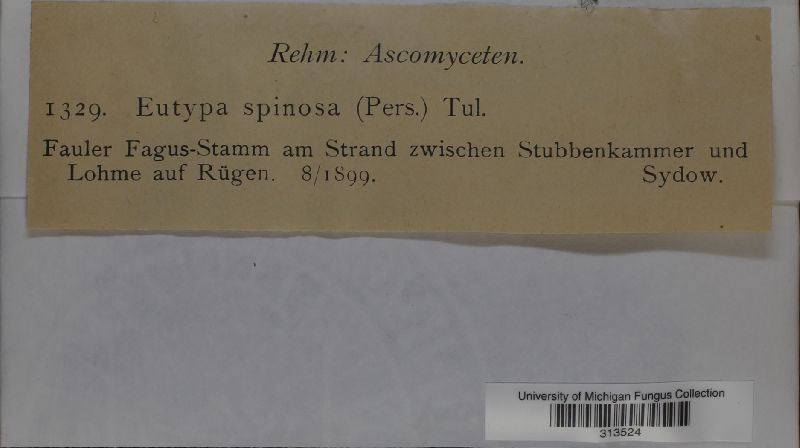 Rehm: Ascomyceten.
1329. Eutypa spinosa (Pers.) Tul.
Fauler Fagus-Stamm am Strand zwischen Stubbenkammer und
Lohme auf Rügen. 8/1899. Sydow.
University of Michigan Fungus Collection
313524